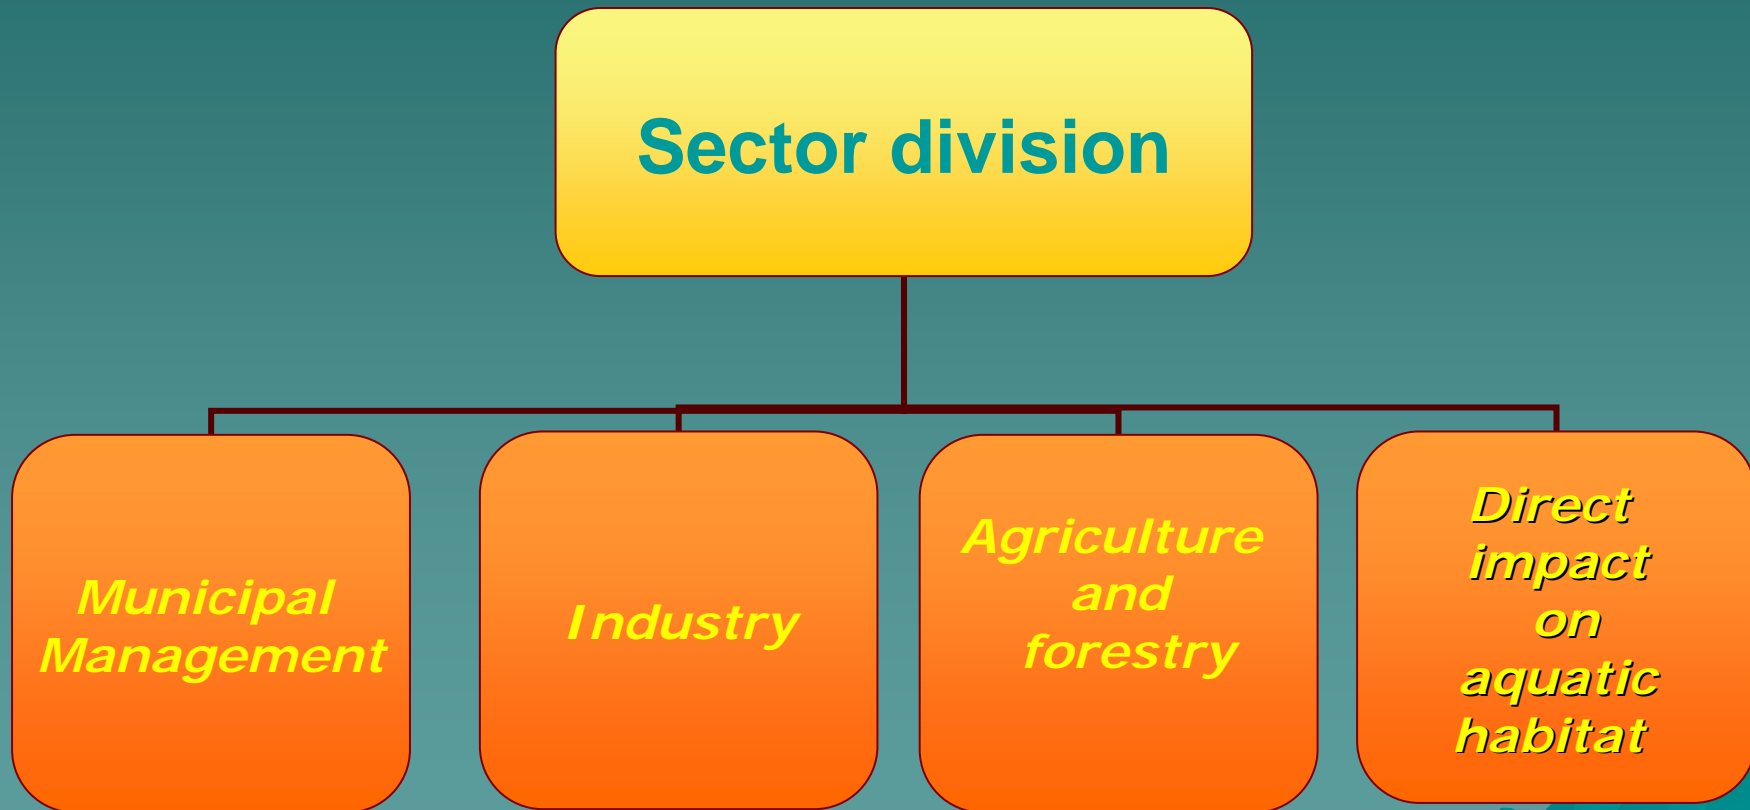 Sector division
Municipal
Management
Industry
Agriculture
and
forestry
Direct
impact
on
aquatic
habitat